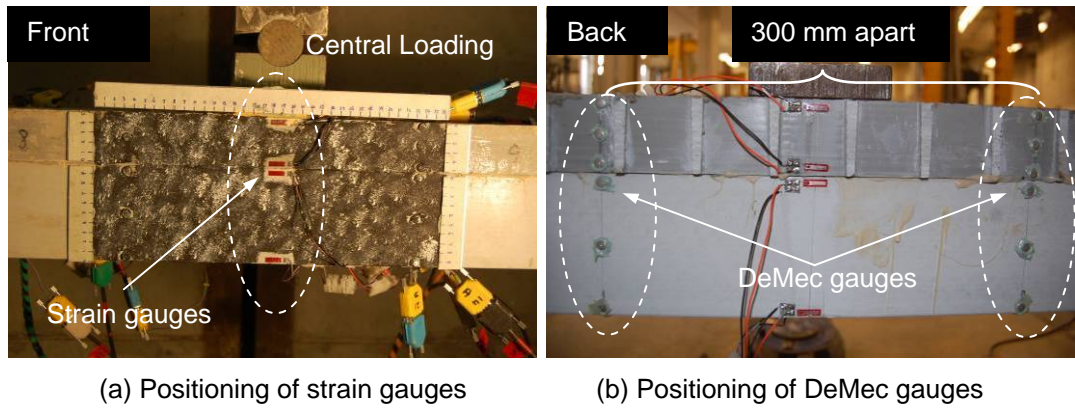 Front
Central Loading
Strain gauges
Back
300 mm apart
DeMec gauges
(a) Positioning of strain gauges
(b) Positioning of DeMec gauges